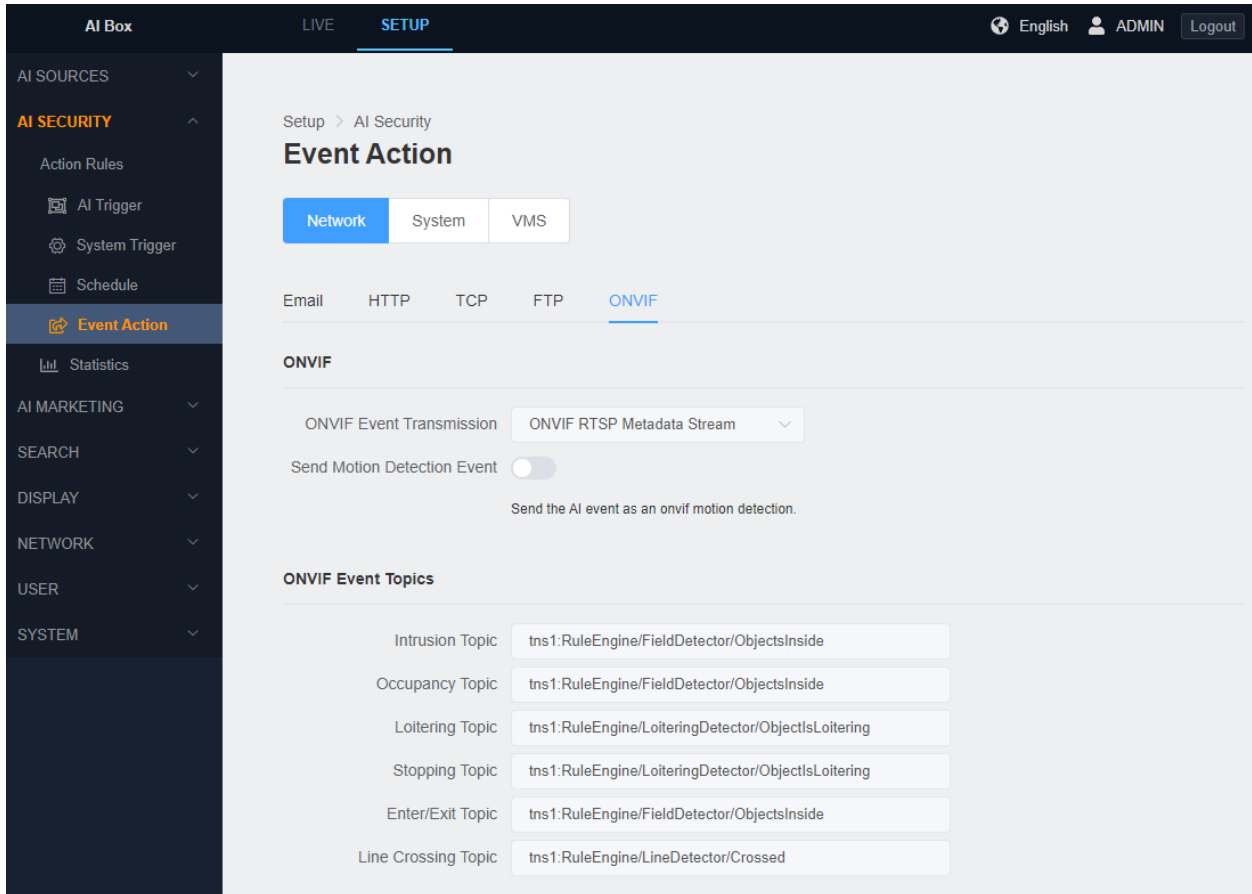 AI Box
LIVE
SETUP
English
ADMIN
Logout
AI SOURCES
AI SECURITY
Action Rules
AI Trigger
System Trigger
Schedule
Event Action
Statistics
AI MARKETING
SEARCH
DISPLAY
NETWORK
USER
SYSTEM
Setup > AI Security
Event Action
Network
System
VMS
Email
HTTP
TCP
FTP
ONVIF
ONVIF
ONVIF Event Transmission
ONVIF RTSP Metadata Stream
Send Motion Detection Event
Send the AI event as an onvif motion detection.
ONVIF Event Topics
Intrusion Topic
tns1:RuleEngine/FieldDetector/ObjectsInside
Occupancy Topic
tns1:RuleEngine/FieldDetector/ObjectsInside
Loitering Topic
tns1:RuleEngine/LoiteringDetector/ObjectIsLoitering
Stopping Topic
tns1:RuleEngine/LoiteringDetector/ObjectIsLoitering
Enter/Exit Topic
tns1:RuleEngine/FieldDetector/ObjectsInside
Line Crossing Topic
tns1:RuleEngine/LineDetector/Crossed